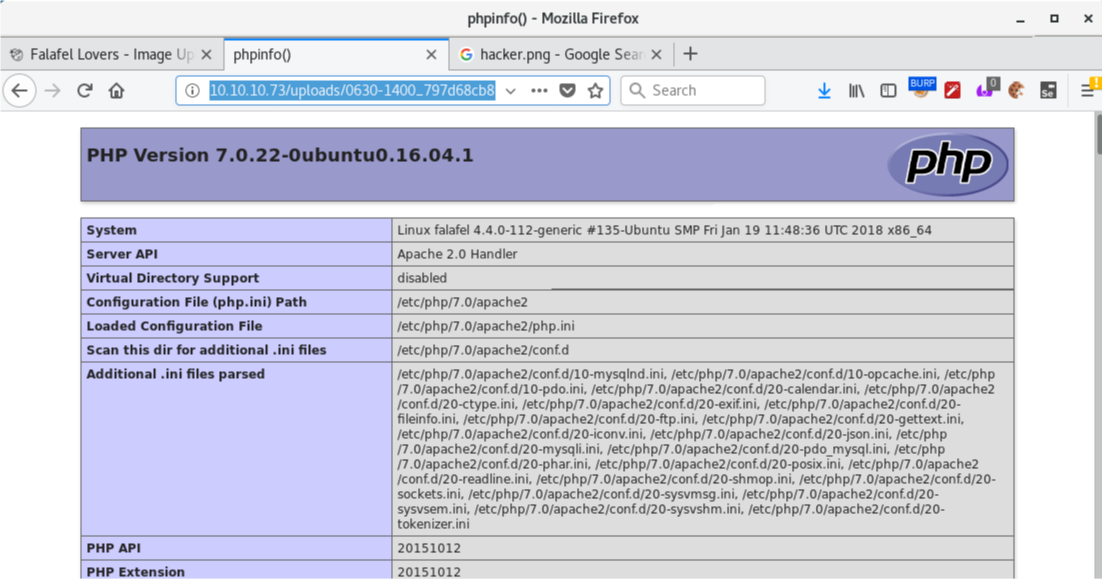 phpinfo() - Mozilla Firefox
Falafel Lovers - Image Up
phpinfo()
hacker.png - Google Sear
10.10.10.73/uploads/0630-1400_797d68cb8
Search
BURP
0
Se
PHP Version 7.0.22-0ubuntu0.16.04.1
php
System Linux falafel 4.4.0-112-generic #135-Ubuntu SMP Fri Jan 19 11:48:36 UTC 2018 x86_64
Server API Apache 2.0 Handler
Virtual Directory Support disabled
Configuration File (php.ini) Path /etc/php/7.0/apache2
Loaded Configuration File /etc/php/7.0/apache2/php.ini
Scan this dir for additional .ini files /etc/php/7.0/apache2/conf.d
Additional .ini files parsed /etc/php/7.0/apache2/conf.d/10-mysqlnd.ini, /etc/php/7.0/apache2/conf.d/10-opcache.ini, /etc/php
/7.0/apache2/conf.d/10-pdo.ini, /etc/php/7.0/apache2/conf.d/20-calendar.ini, /etc/php/7.0/apache2
/conf.d/20-ctype.ini, /etc/php/7.0/apache2/conf.d/20-exif.ini, /etc/php/7.0/apache2/conf.d/20-
fileinfo.ini, /etc/php/7.0/apache2/conf.d/20-ftp.ini, /etc/php/7.0/apache2/conf.d/20-gettext.ini,
/etc/php/7.0/apache2/conf.d/20-iconv.ini, /etc/php/7.0/apache2/conf.d/20-json.ini, /etc/php
/7.0/apache2/conf.d/20-mysqli.ini, /etc/php/7.0/apache2/conf.d/20-pdo_mysql.ini, /etc/php
/7.0/apache2/conf.d/20-phar.ini, /etc/php/7.0/apache2/conf.d/20-posix.ini, /etc/php/7.0/apache2
/conf.d/20-readline.ini, /etc/php/7.0/apache2/conf.d/20-shmop.ini, /etc/php/7.0/apache2/conf.d/20-
sockets.ini, /etc/php/7.0/apache2/conf.d/20-sysvmsg.ini, /etc/php/7.0/apache2/conf.d/20-
sysvsem.ini, /etc/php/7.0/apache2/conf.d/20-sysvshm.ini, /etc/php/7.0/apache2/conf.d/20-
tokenizer.ini
PHP API 20151012
PHP Extension 20151012